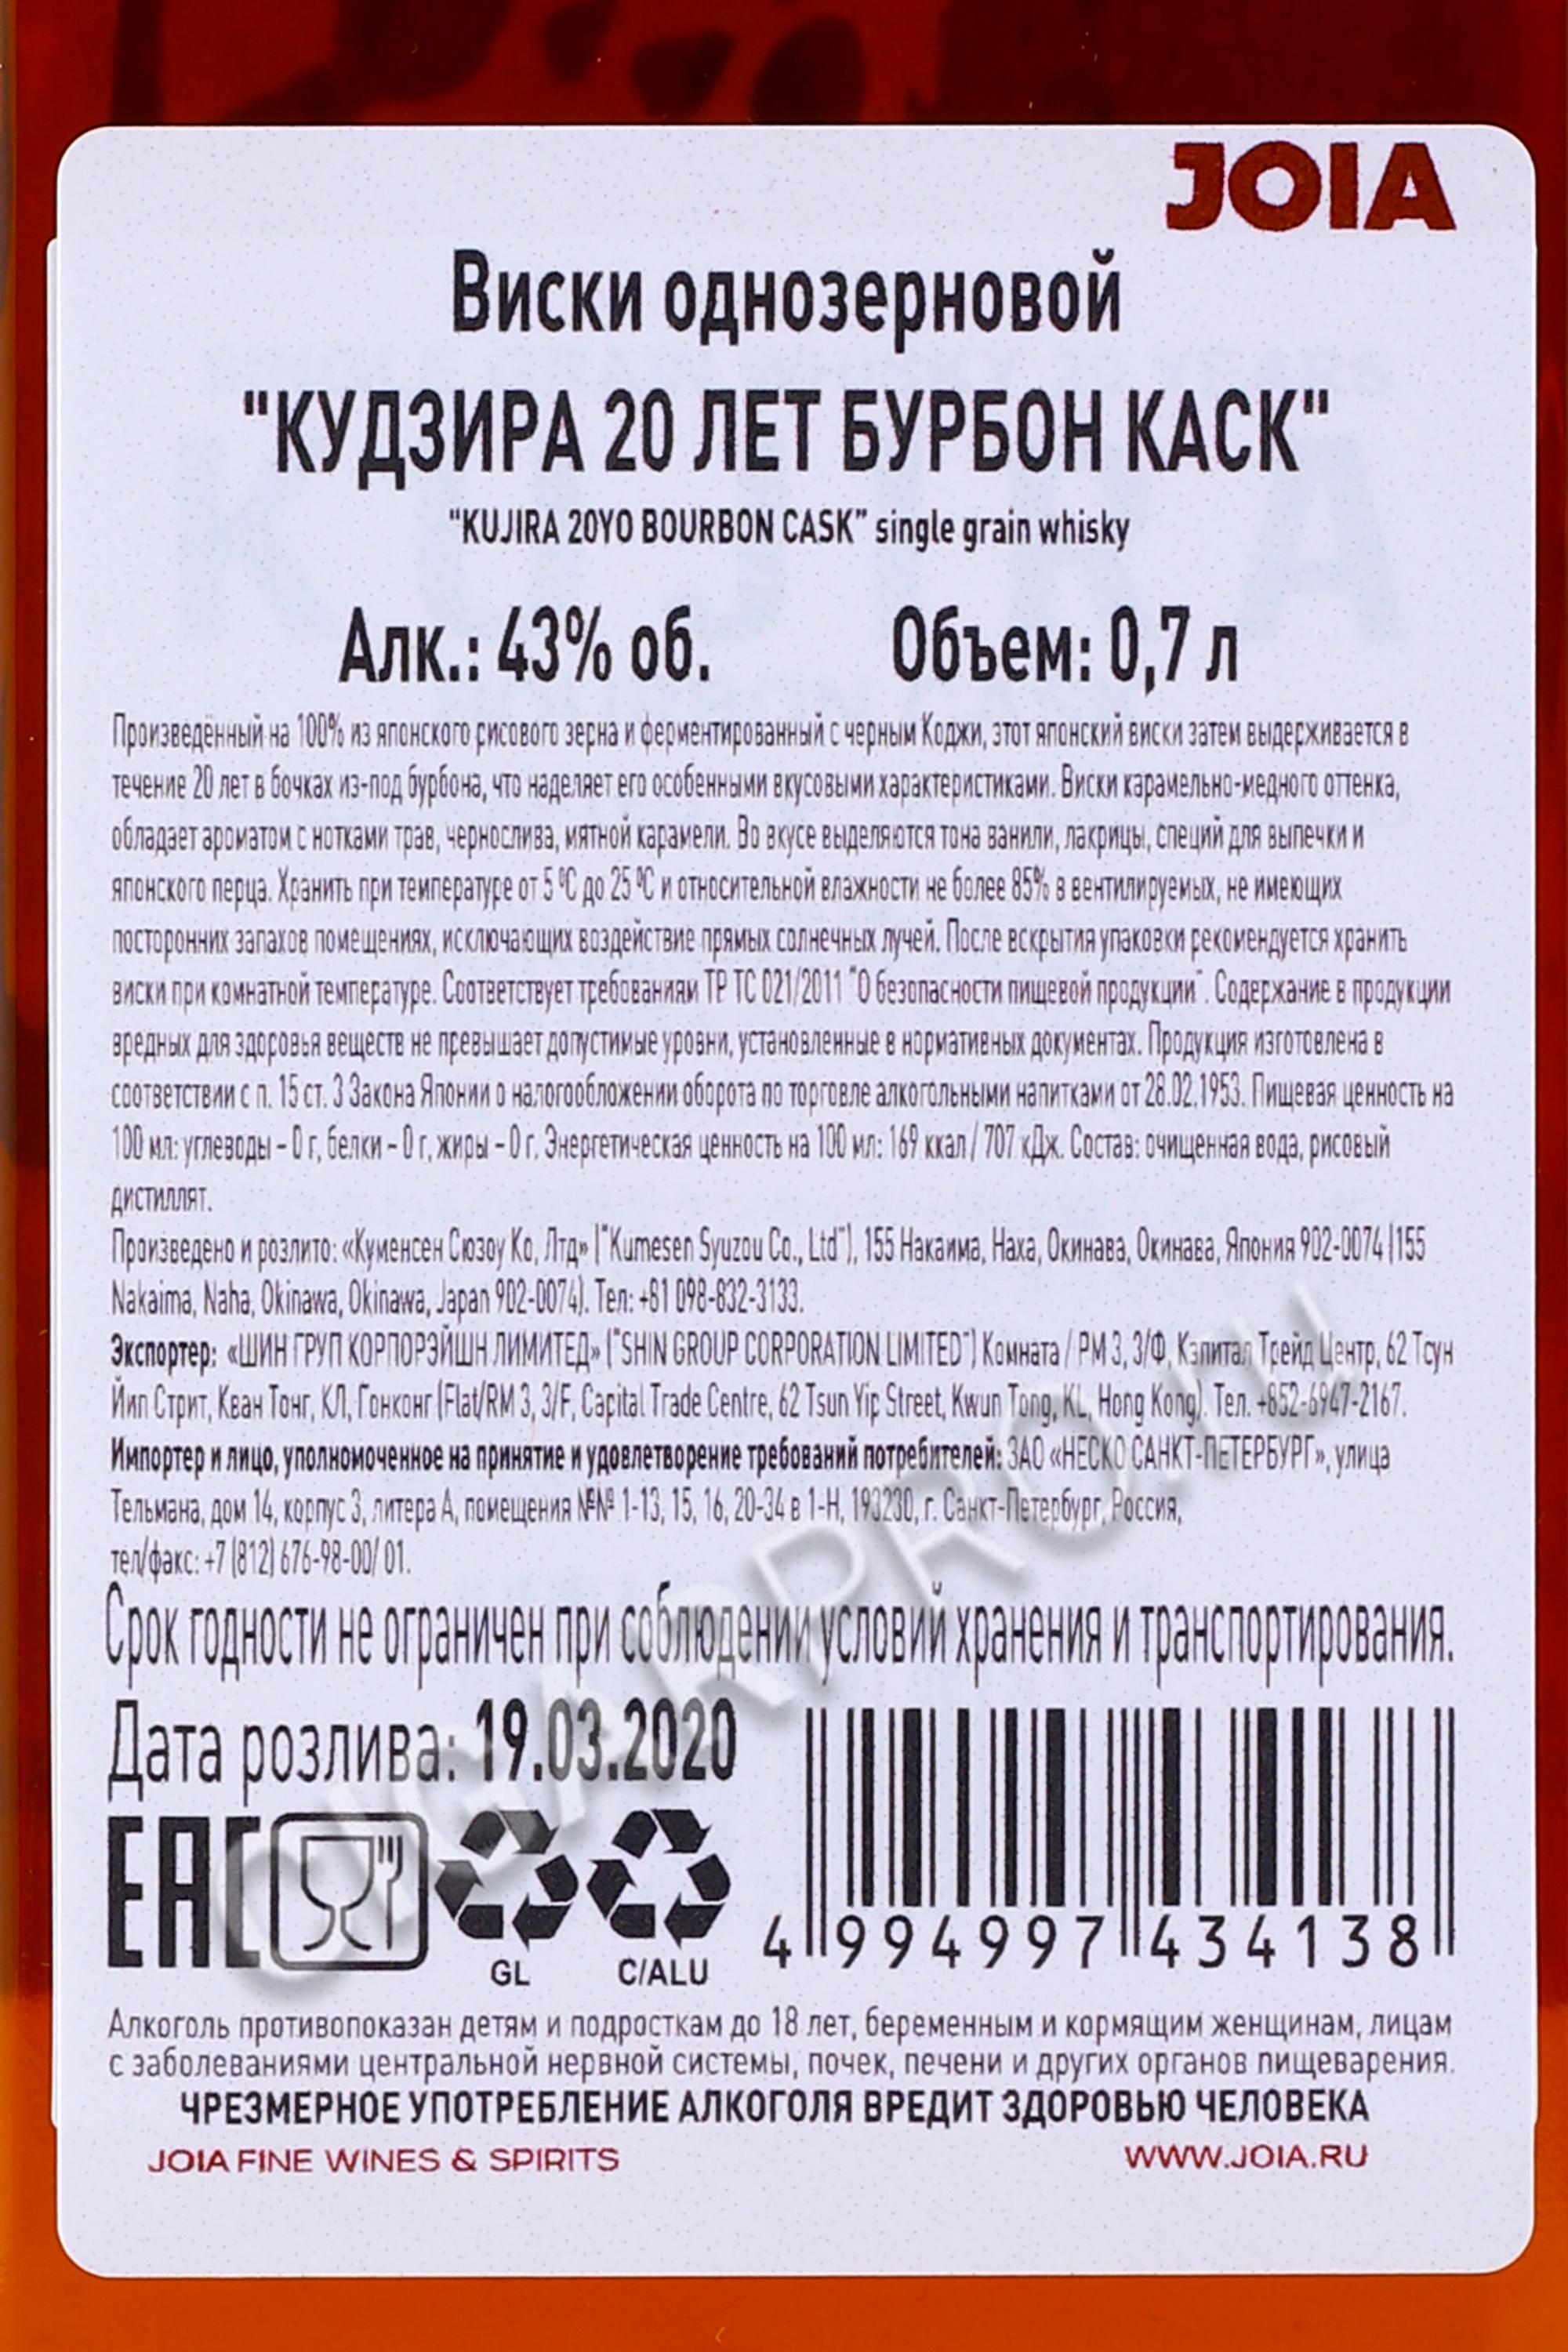 JOIA
Виски однозерновой
"КУДЗИРА 20 ЛЕТ БУРБОН КАСК"
"KUJIRA 20YO BOURBON CASK" single grain whisky
Алк.: 43% об. Объем: 0,7 л
Произведённый на 100% из японского рисового зерна и ферментированный с черным Коджи, этот японский виски затем выдерживается в
течение 20 лет в бочках из-под бурбона, что наделяет его особенными вкусовыми характеристиками. Виски карамельно-медного оттенка,
обладает ароматом с нотками трав, чернослива, мятной карамели. Во вкусе выделяются тона ванили, лакрицы, специй для выпечки и
японского перца. Хранить при температуре от 5 °C до 25 °C и относительной влажности не более 85% в вентилируемых, не имеющих
посторонних запахов помещениях, исключающих воздействие прямых солнечных лучей. После вскрытия упаковки рекомендуется хранить
виски при комнатной температуре. Соответствует требованиям ТР ТС 021/2011 "О безопасности пищевой продукции". Содержание в продукции
вредных для здоровья веществ не превышает допустимые уровни, установленные в нормативных документах. Продукция изготовлена в
соответствии с п. 15 ст. 3 Закона Японии о налогообложении оборота по торговле алкогольными напитками от 28.02.1953. Пищевая ценность на
100 мл: углеводы – 0 г, белки – 0 г, жиры – 0 г. Энергетическая ценность на 100 мл: 169 ккал / 707 кДж. Состав: очищенная вода, рисовый
дистиллят.
Произведено и розлито: «Куменсен Сюзоу Ко, Лтд» ("Kumesen Syuzou Co., Ltd"), 155 Накаима, Наха, Окинава, Окинава, Япония 902-0074 (155
Nakaima, Naha, Okinawa, Okinawa, Japan 902-0074). Тел: +81 098-832-3133.
Экспортер: «ШИН ГРУП КОРПОРЭЙШН ЛИМИТЕД» ("SHIN GROUP CORPORATION LIMITED") Комната / РМ 3, 3/Ф, Кэпитал Трейд Центр, 62 Тсун
Йип Стрит, Кван Тонг, КЛ, Гонконг (Flat/RM 3, 3/F, Capital Trade Centre, 62 Tsun Yip Street, Kwun Tong, KL, Hong Kong). Тел. +852-6947-2167.
Импортер и лицо, уполномоченное на принятие и удовлетворение требований потребителей: ЗАО «НЕСКО САНКТ-ПЕТЕРБУРГ», улица
Тельмана, дом 14, корпус 3, литера А, помещения №№ 1-13, 15, 16, 20-34 в 1-Н, 193230, г. Санкт-Петербург, Россия,
тел/факс: +7 (812) 676-98-00/ 01.
Срок годности не ограничен при соблюдении условий хранения и транспортирования.
Дата розлива: 19.03.2020
EAC
GL C/ALU
4 994997 434138
Алкоголь противопоказан детям и подросткам до 18 лет, беременным и кормящим женщинам, лицам
с заболеваниями центральной нервной системы, почек, печени и других органов пищеварения.
ЧРЕЗМЕРНОЕ УПОТРЕБЛЕНИЕ АЛКОГОЛЯ ВРЕДИТ ЗДОРОВЬЮ ЧЕЛОВЕКА
JOIA FINE WINES & SPIRITS WWW.JOIA.RU
CIGARPRO.ru